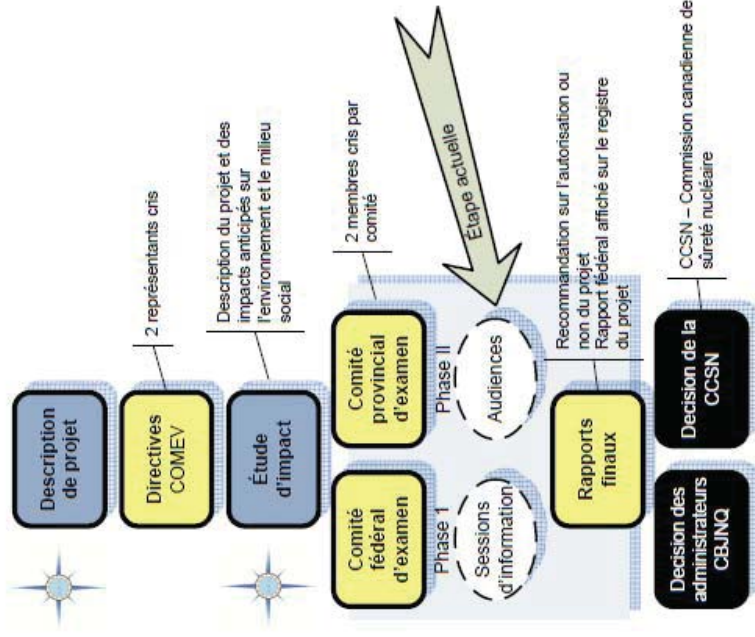 Description
de projet
Directives
COMEV
2 représentants cris
Étude
d'impact
Description du projet et des
impacts anticipés sur
l'environnement et le milieu
social
Comité
fédéral
d'examen
Comité
provincial
d'examen
2 membres cris par
comité
Phase 1
Phase II
Sessions
d'information
Audiences
Étape actuelle
Rapports
finaux
Recommandation sur l'autorisation ou
non du projet
Rapport fédéral affiché sur le registre
du projet
Decision des
administrateurs
CBJNQ
Decision de la
CCSN
CCSN – Commission canadienne de
sûreté nucléaire